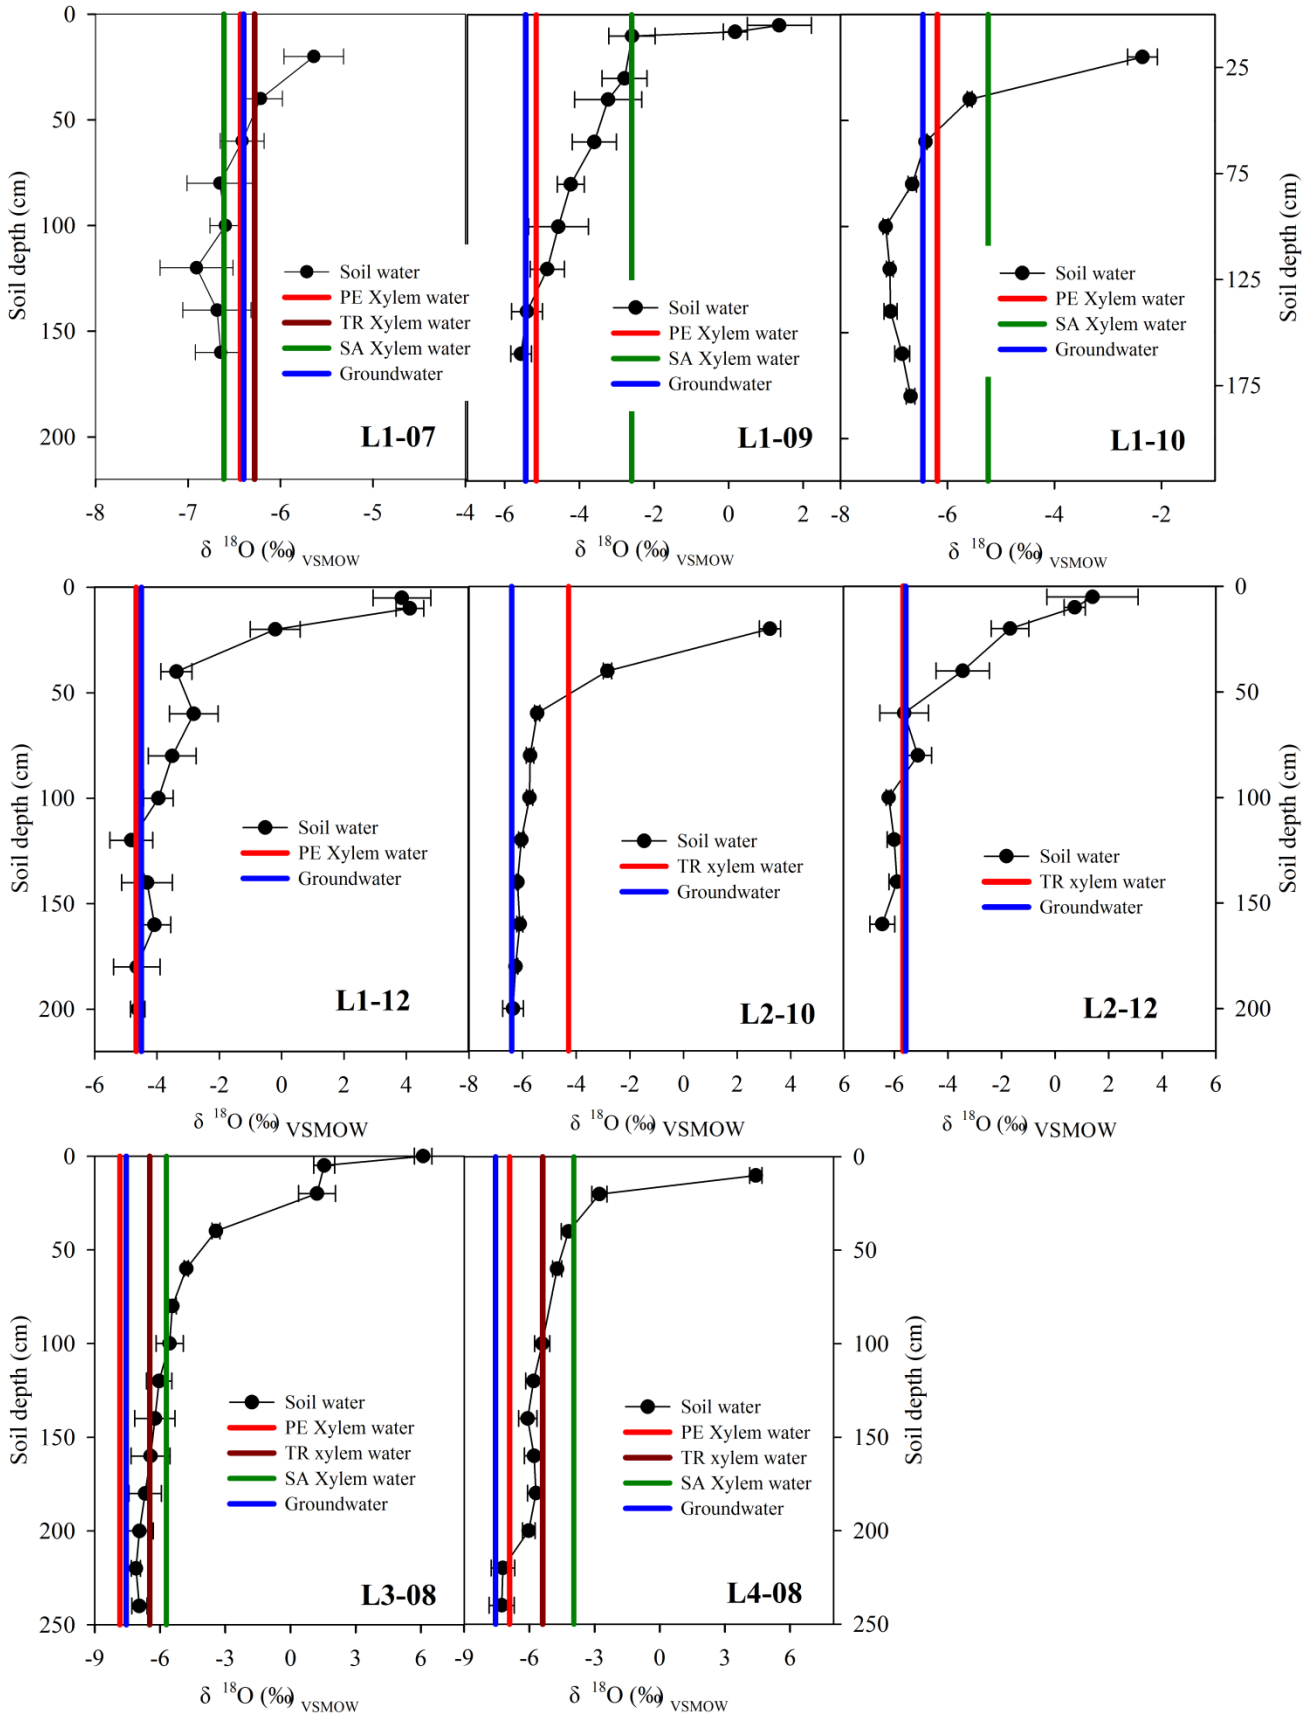 0
50
100
150
200
Soil depth (cm)
Soil water
PE Xylem water
TR Xylem water
SA Xylem water
Groundwater
L1-07
-8
-7
-6
-5
-4
δ 18O (‰) VSMOW
Soil water
PE Xylem water
SA Xylem water
Groundwater
L1-09
-6
-4
-2
0
2
δ 18O (‰) VSMOW
25
75
125
175
Soil depth (cm)
Soil water
PE Xylem water
SA Xylem water
Groundwater
L1-10
-8
-6
-4
-2
δ 18O (‰) VSMOW
0
50
100
150
200
Soil depth (cm)
Soil water
PE Xylem water
Groundwater
L1-12
-6
-4
-2
0
2
4
δ 18O (‰) VSMOW
Soil water
TR xylem water
Groundwater
L2-10
-8
-6
-4
-2
0
2
4
6
δ 18O (‰) VSMOW
0
50
100
150
200
Soil depth (cm)
Soil water
TR xylem water
Groundwater
L2-12
-6
-4
-2
0
2
4
6
δ 18O (‰) VSMOW
0
50
100
150
200
250
Soil depth (cm)
Soil water
PE Xylem water
TR xylem water
SA Xylem water
Groundwater
L3-08
-9
-6
-3
0
3
6
δ 18O (‰) VSMOW
0
50
100
150
200
250
Soil depth (cm)
Soil water
PE Xylem water
TR xylem water
SA Xylem water
Groundwater
L4-08
-9
-6
-3
0
3
6
δ 18O (‰) VSMOW